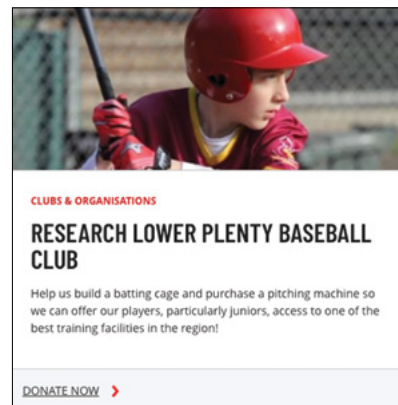 CLUBS & ORGANISATIONS
RESEARCH LOWER PLENTY BASEBALL
CLUB
Help us build a batting cage and purchase a pitching machine so
we can offer our players, particularly juniors, access to one of the
best training facilities in the region!
DONATE NOW